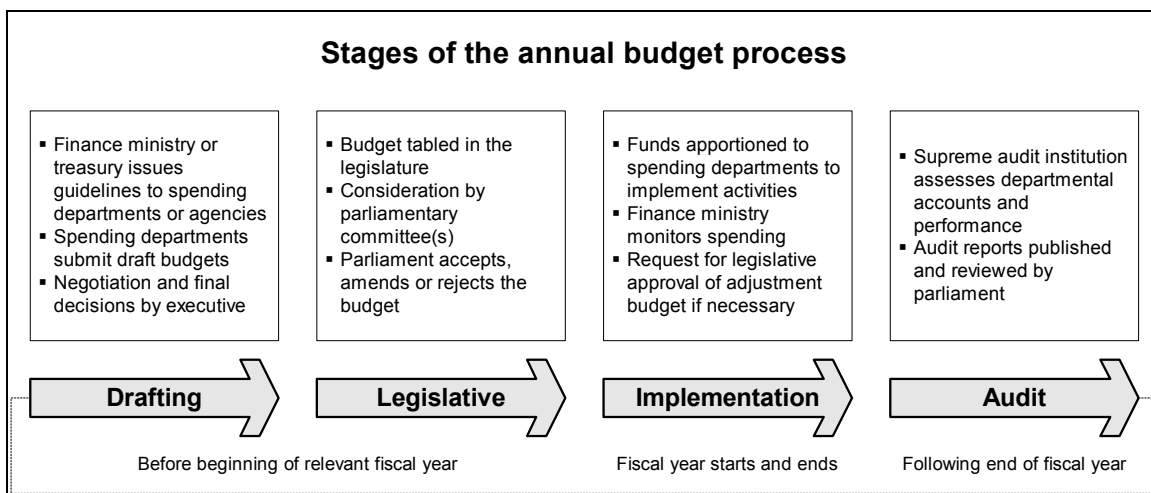 Stages of the annual budget process
▪ Finance ministry or
treasury issues
guidelines to spending
departments or agencies
▪ Spending departments
submit draft budgets
▪ Negotiation and final
decisions by executive
▪ Budget tabled in the
legislature
▪ Consideration by
parliamentary
committee(s)
▪ Parliament accepts,
amends or rejects the
budget
▪ Funds apportioned to
spending departments to
implement activities
▪ Finance ministry
monitors spending
▪ Request for legislative
approval of adjustment
budget if necessary
▪ Supreme audit institution
assesses departmental
accounts and
performance
▪ Audit reports published
and reviewed by
parliament
Drafting
Legislative
Implementation
Audit
Before beginning of relevant fiscal year
Fiscal year starts and ends
Following end of fiscal year